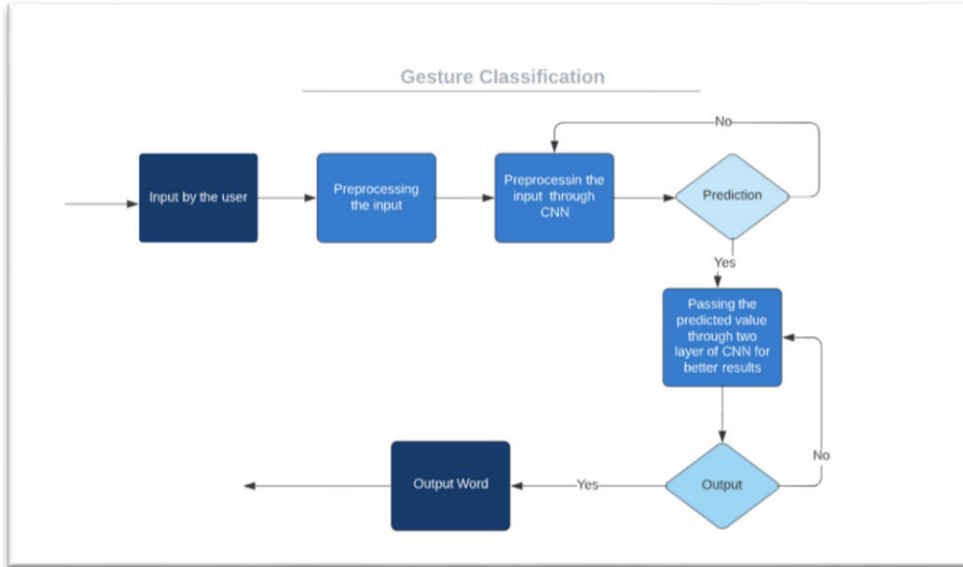 Gesture Classification
No
Input by the user
Preprocessing
the input
Preprocessin the
input through
CNN
Prediction
Yes
Passing the
predicted value
through two
layer of CNN for
better results
No
Output
Yes
Output Word